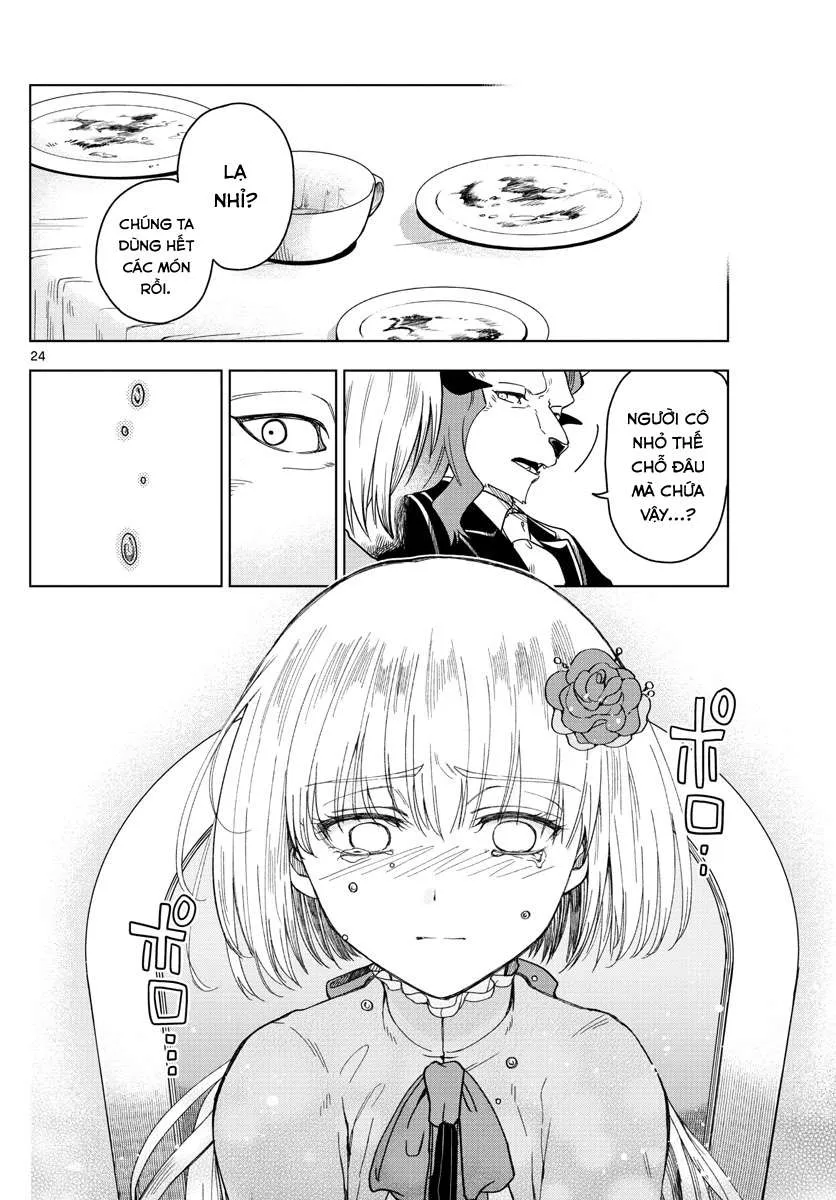 LẠ
NHỈ?
CHÚNG TA
DÙNG HẾT
CÁC MÓN
RỒI.
24
NGƯỜI CÔ
NHỎ THẾ
CHỖ ĐÂU
MÀ CHỨA
VẬY...?
ポロ…
ポロ…